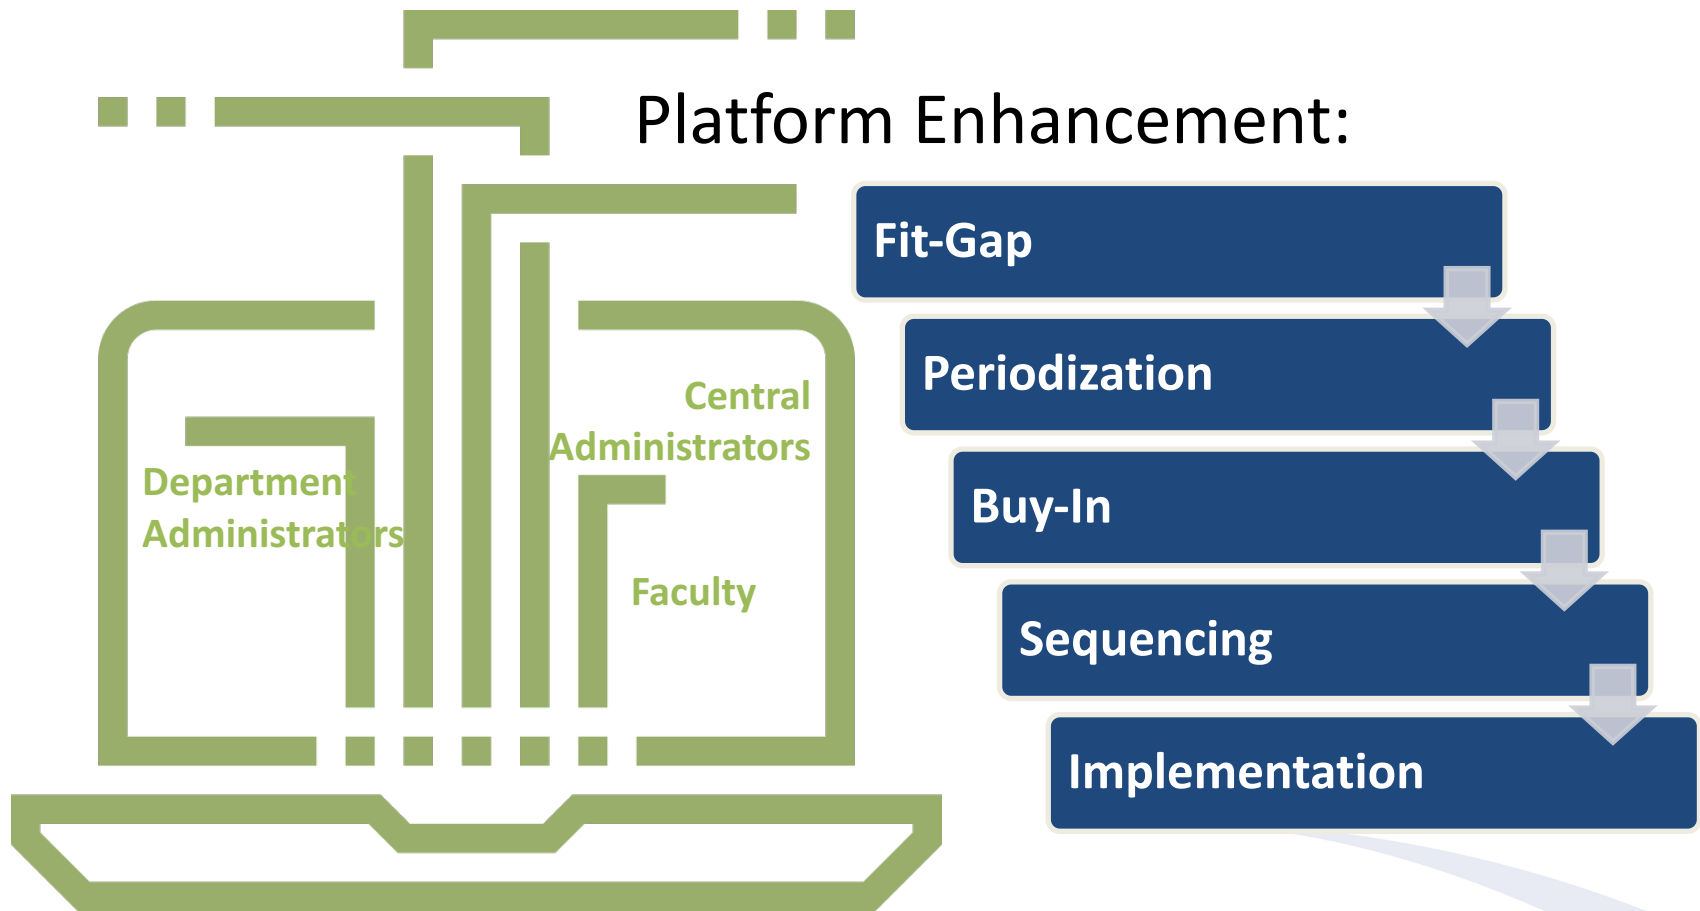 Platform Enhancement:
Fit-Gap
Periodization
Buy-In
Sequencing
Implementation
Central
Administrators
Department
Administrators
Faculty